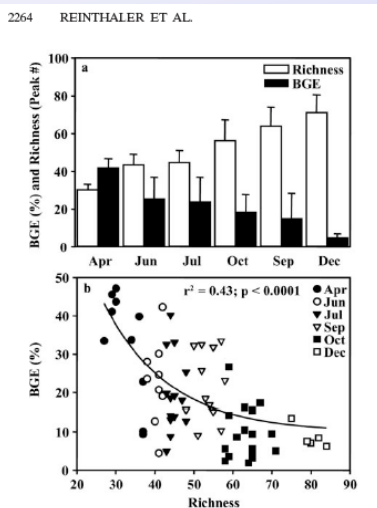 2264 REINTHALER ET AL.
BGE (%) and Richness (Peak #)
100
80
60
40
20
0
a
Richness
BGE
Apr Jun Jul Oct Sep Dec
BGE (%)
50
40
30
20
10
0
b
r² = 0.43; p < 0.0001
Apr
Jun
Jul
Sep
Oct
Dec
20 30 40 50 60 70 80 90
Richness